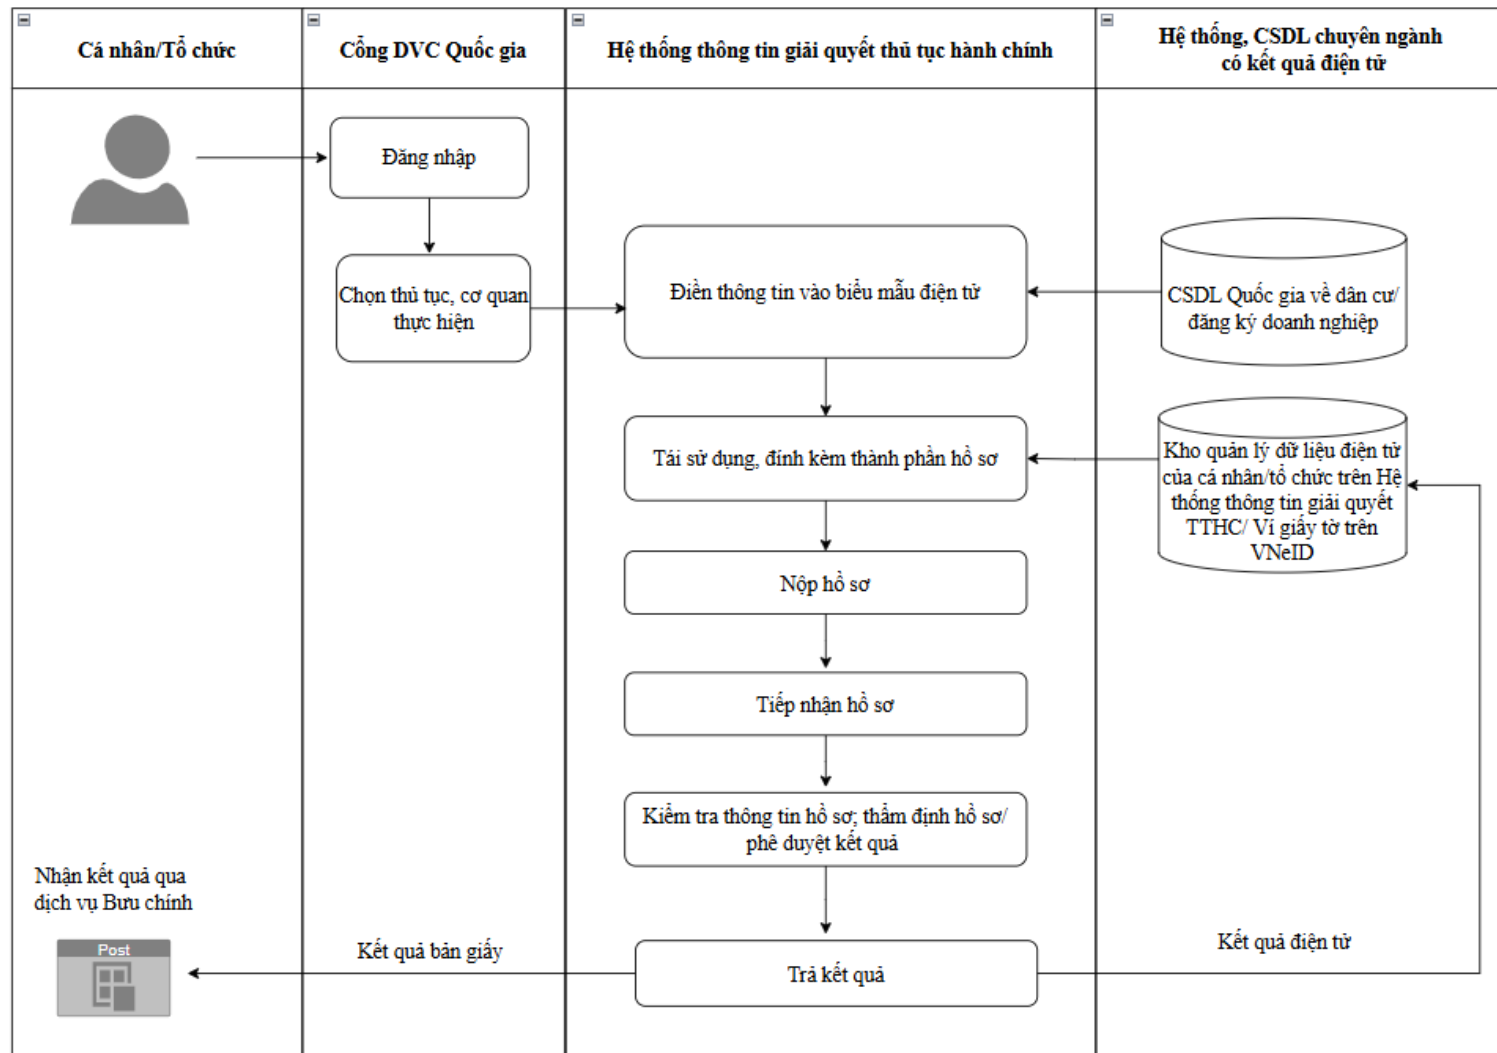 Cá nhân/Tổ chức
Cổng DVC Quốc gia
Hệ thống thông tin giải quyết thủ tục hành chính
Hệ thống, CSDL chuyên ngành
có kết quả điện tử
Đăng nhập
Chọn thủ tục, cơ quan
thực hiện
Điền thông tin vào biểu mẫu điện tử
CSDL Quốc gia về dân cư/
đăng ký doanh nghiệp
Tái sử dụng, đính kèm thành phần hồ sơ
Kho quản lý dữ liệu điện tử
của cá nhân/tổ chức trên Hệ
thống thông tin giải quyết
TTHC/ Ví giấy tờ trên
VNeID
Nộp hồ sơ
Tiếp nhận hồ sơ
Kiểm tra thông tin hồ sơ; thẩm định hồ sơ/
phê duyệt kết quả
Nhận kết quả qua
dịch vụ Bưu chính
Post
Kết quả bản giấy
Trả kết quả
Kết quả điện tử